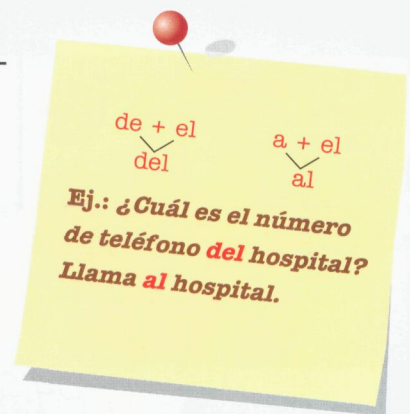 de + el a + el
del al
Ej.: ¿Cuál es el número
de teléfono del hospital?
Llama al hospital.